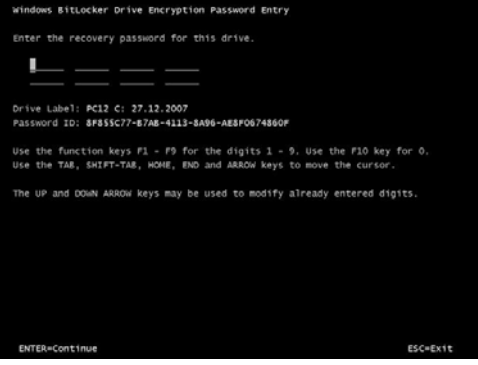 Windows BitLocker Drive Encryption Password Entry
Enter the recovery password for this drive.
Drive Label: PC12 C: 27.12.2007
Password ID: 8F855C77-B7AB-4113-8A96-AE8F0674860F
Use the function keys F1 - F9 for the digits 1 - 9. Use the F10 key for 0.
Use the TAB, SHIFT-TAB, HOME, END and ARROW keys to move the cursor.
The UP and DOWN ARROW keys may be used to modify already entered digits.
ENTER=Continue ESC=Exit